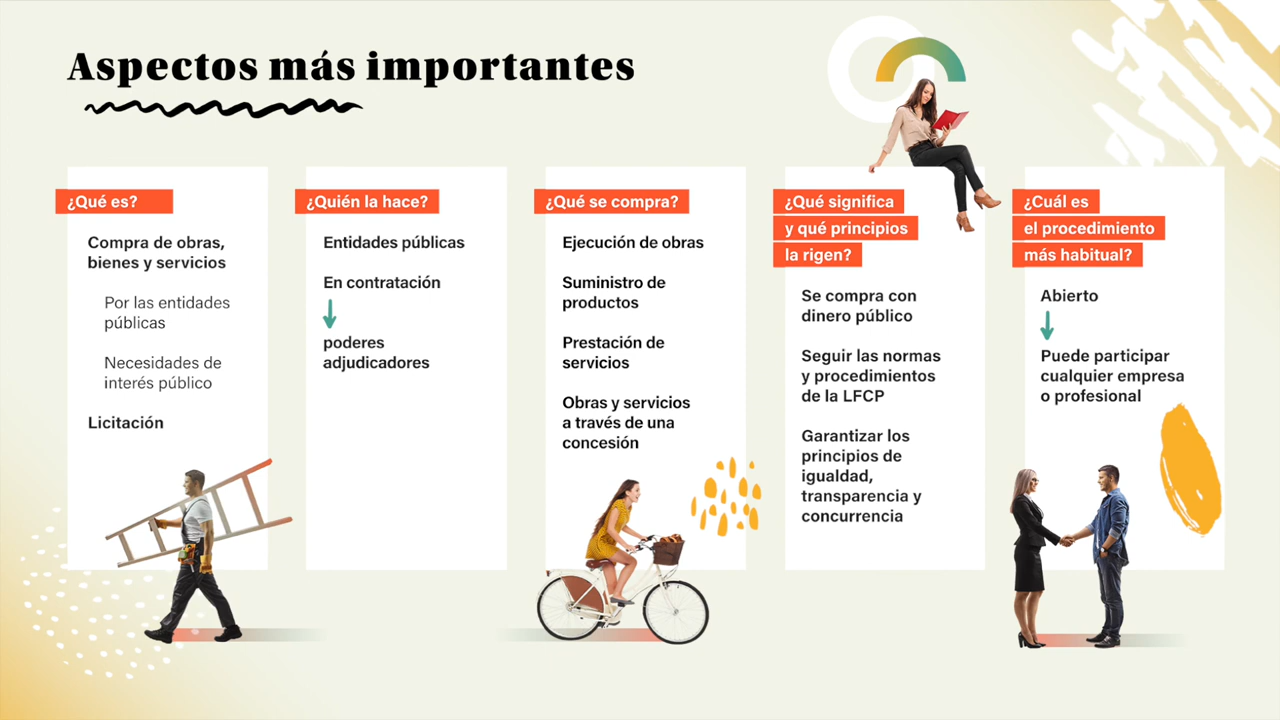 Aspectos más importantes
¿Qué es?
Compra de obras,
bienes y servicios
Por las entidades
públicas
Necesidades de
interés público
Licitación
¿Quién la hace?
Entidades públicas
En contratación
poderes
adjudicadores
¿Qué se compra?
Ejecución de obras
Suministro de
productos
Prestación de
servicios
Obras y servicios
a través de una
concesión
¿Qué significa
y qué principios
la rigen?
Se compra con
dinero público
Seguir las normas
y procedimientos
de la LFCP
Garantizar los
principios de
igualdad,
transparencia y
concurrencia
¿Cuál es
el procedimiento
más habitual?
Abierto
Puede participar
cualquier empresa
o profesional